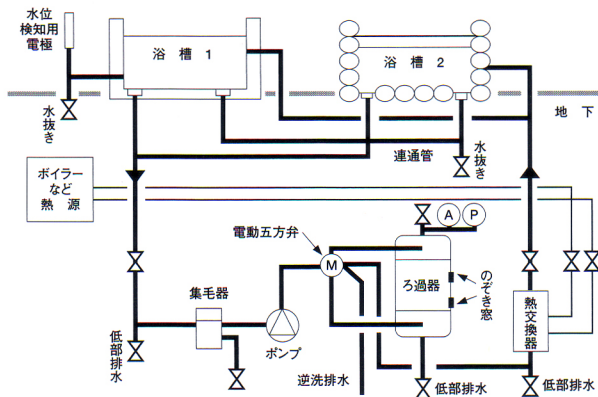 水位
検知用
電極
浴槽 1
浴槽 2
水抜き
地下
連通管
水抜き
ボイラー
など
熱源
電動五方弁
A
P
M
ろ過器
のぞき窓
集毛器
ポンプ
熱交換器
低部排水
逆洗排水
低部排水
低部排水